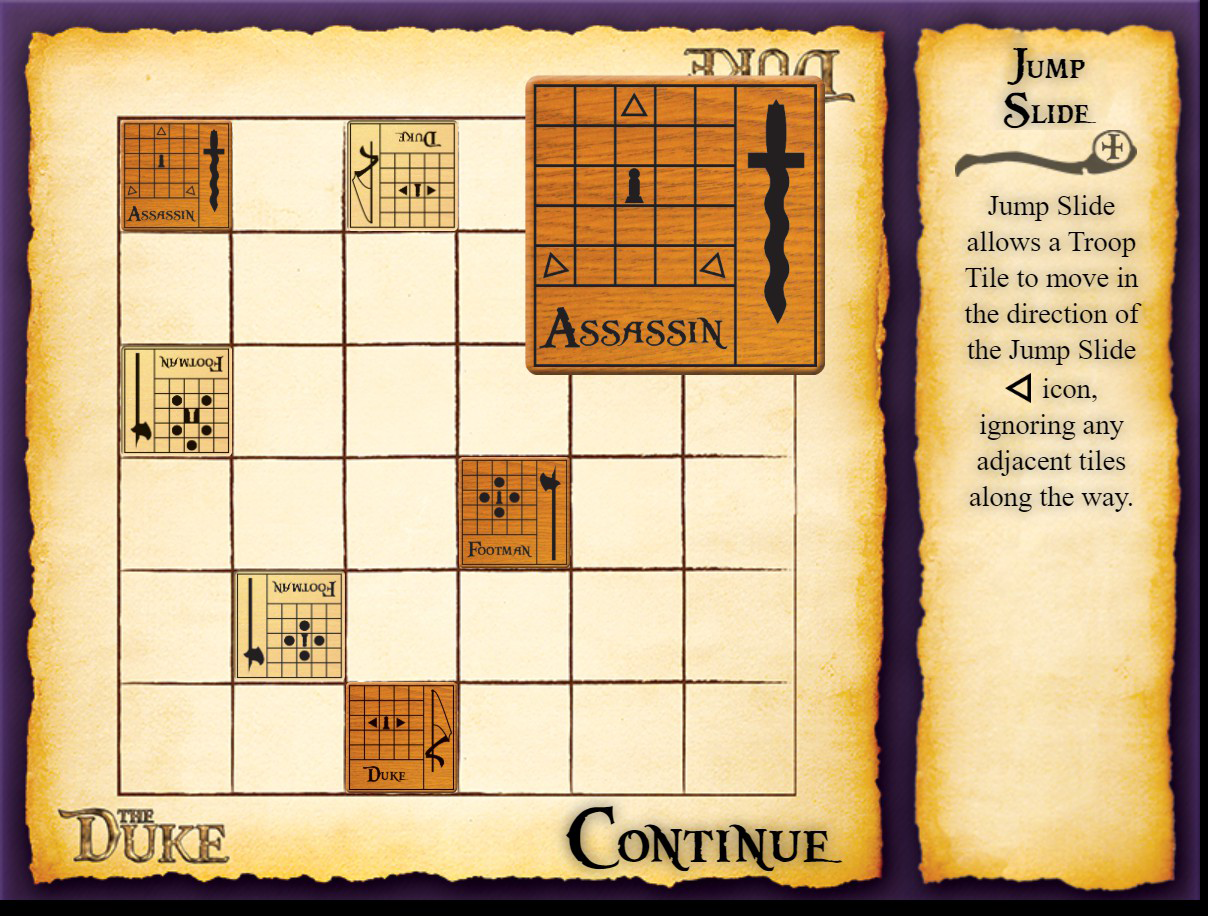 DUKE
ASSASSIN
DUKE
ASSASSIN
FOOTMAN
FOOTMAN
FOOTMAN
DUKE
THE
DUKE
CONTINUE
JUMP
SLIDE
Jump Slide
allows a Troop
Tile to move in
the direction of
the Jump Slide
icon,
ignoring any
adjacent tiles
along the way.